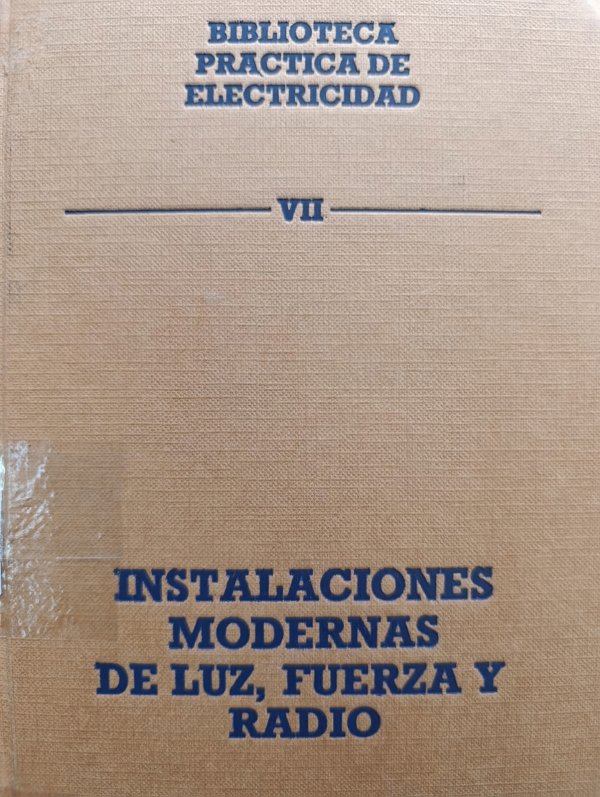 BIBLIOTECA
PRACTICA DE
ELECTRICIDAD
VII
INSTALACIONES
MODERNAS
DE LUZ, FUERZA Y
RADIO